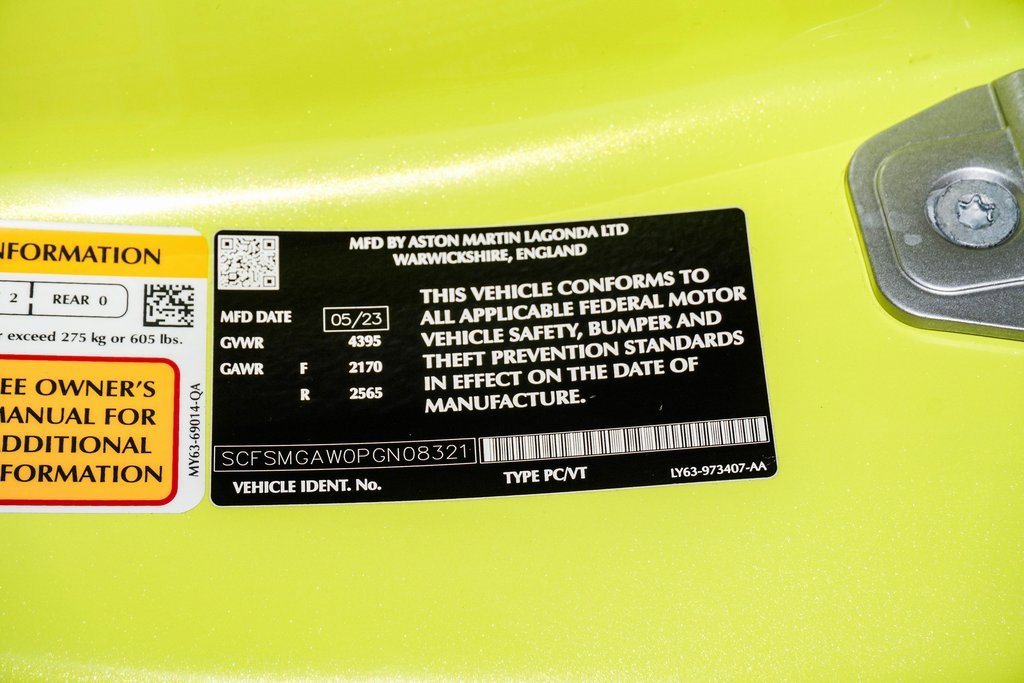 NFORMATION
2 REAR 0
exceed 275 kg or 605 lbs.
EE OWNER'S
ANUAL FOR
DDITIONAL
FORMATION
MY63-69014-QA
MFD BY ASTON MARTIN LAGONDA LTD
WARWICKSHIRE, ENGLAND
MFD DATE 05/23
GVWR 4395
GAWR F 2170
R 2565
THIS VEHICLE CONFORMS TO
ALL APPLICABLE FEDERAL MOTOR
VEHICLE SAFETY, BUMPER AND
THEFT PREVENTION STANDARDS
IN EFFECT ON THE DATE OF
MANUFACTURE.
SCFSMGAW0PGN08321
VEHICLE IDENT. No.
TYPE PC/VT
LY63-973407-AA